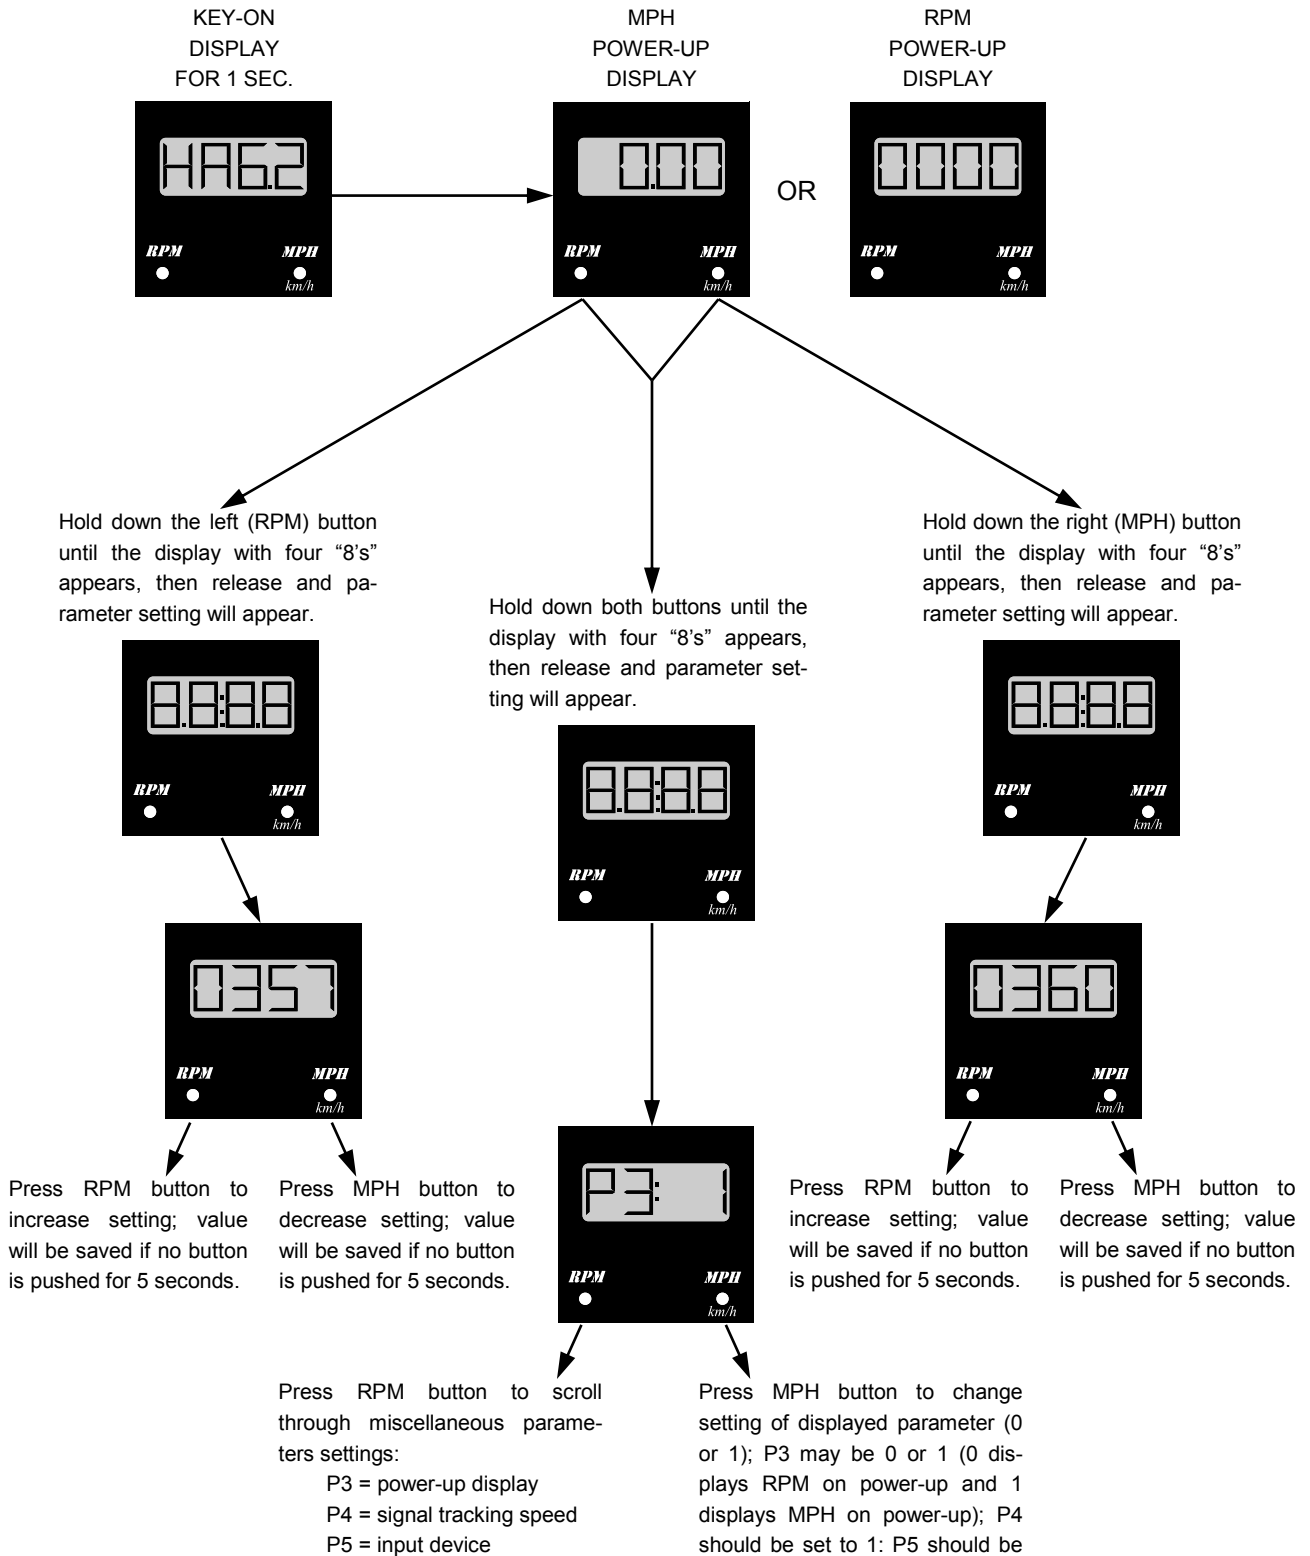 KEY-ON
DISPLAY
FOR 1 SEC.
MPH
POWER-UP
DISPLAY
RPM
POWER-UP
DISPLAY
HA6.2
RPM
MPH
km/h
0.00
RPM
MPH
km/h
OR
0000
RPM
MPH
km/h
Hold down the left (RPM) button
until the display with four “8’s”
appears, then release and pa-
rameter setting will appear.
Hold down both buttons until the
display with four “8’s” appears,
then release and parameter set-
ting will appear.
Hold down the right (MPH) button
until the display with four “8’s”
appears, then release and pa-
rameter setting will appear.
8.8:8.8
RPM
MPH
km/h
8.8:8.8
RPM
MPH
km/h
8.8:8.8
RPM
MPH
km/h
0357
RPM
MPH
km/h
0360
RPM
MPH
km/h
Press RPM button to
increase setting; value
will be saved if no button
is pushed for 5 seconds.
Press MPH button to
decrease setting; value
will be saved if no button
is pushed for 5 seconds.
P3: 1
RPM
MPH
km/h
Press RPM button to
increase setting; value
will be saved if no button
is pushed for 5 seconds.
Press MPH button to
decrease setting; value
will be saved if no button
is pushed for 5 seconds.
Press RPM button to scroll
through miscellaneous parame-
ters settings:
P3 = power-up display
P4 = signal tracking speed
P5 = input device
Press MPH button to change
setting of displayed parameter (0
or 1); P3 may be 0 or 1 (0 dis-
plays RPM on power-up and 1
displays MPH on power-up); P4
should be set to 1: P5 should be